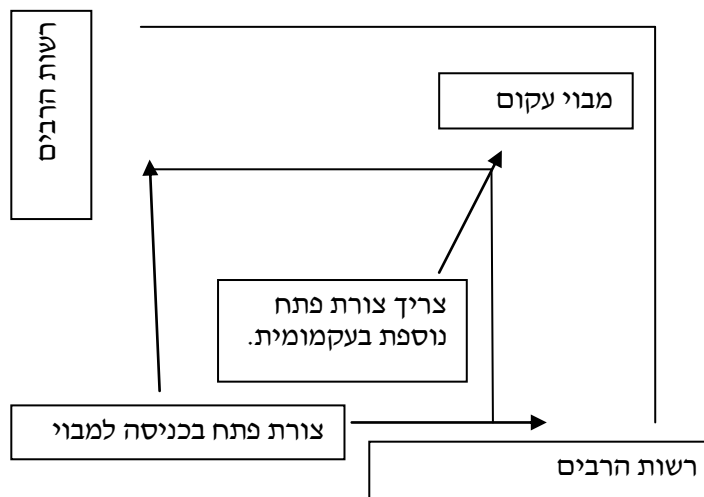 רשות הרבים
מבוי עקום
צריך צורת פתח
נוספת בעקמומית.
צורת פתח בכניסה למבוי
רשות הרבים